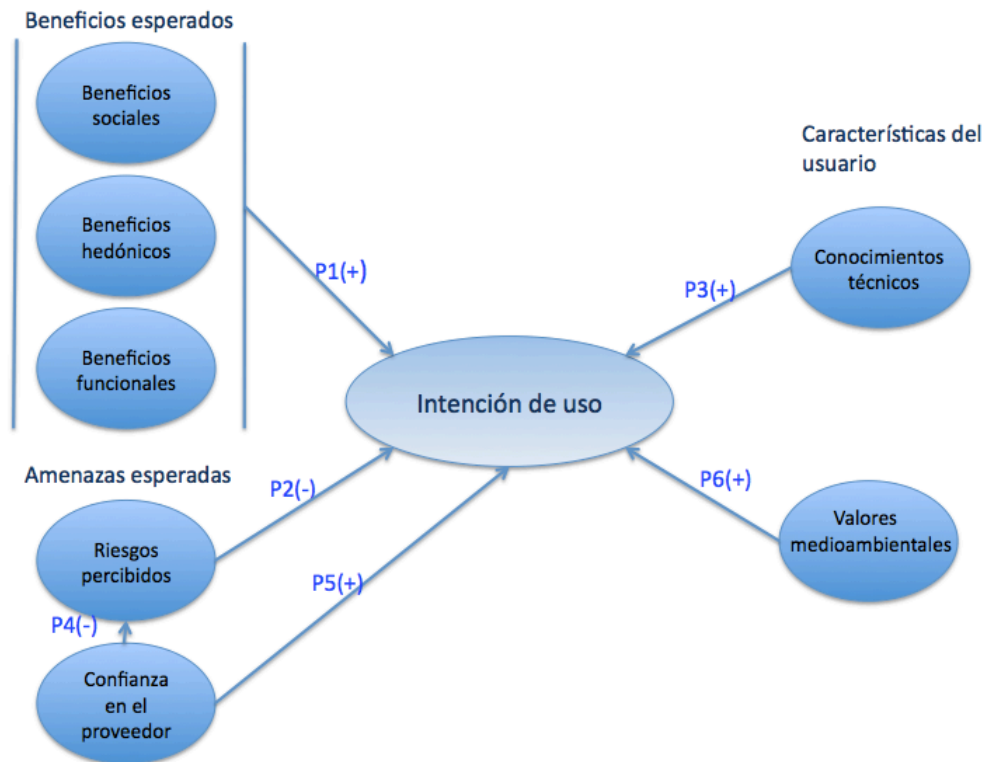 Beneficios esperados
Beneficios
sociales
Beneficios
hedónicos
Beneficios
funcionales
P1(+)
Características del
usuario
Conocimientos
técnicos
P3(+)
Intención de uso
Amenazas esperadas
P2(-)
Riesgos
percibidos
P5(+)
P4(-)
Confianza
en el
proveedor
P6(+)
Valores
medioambientales